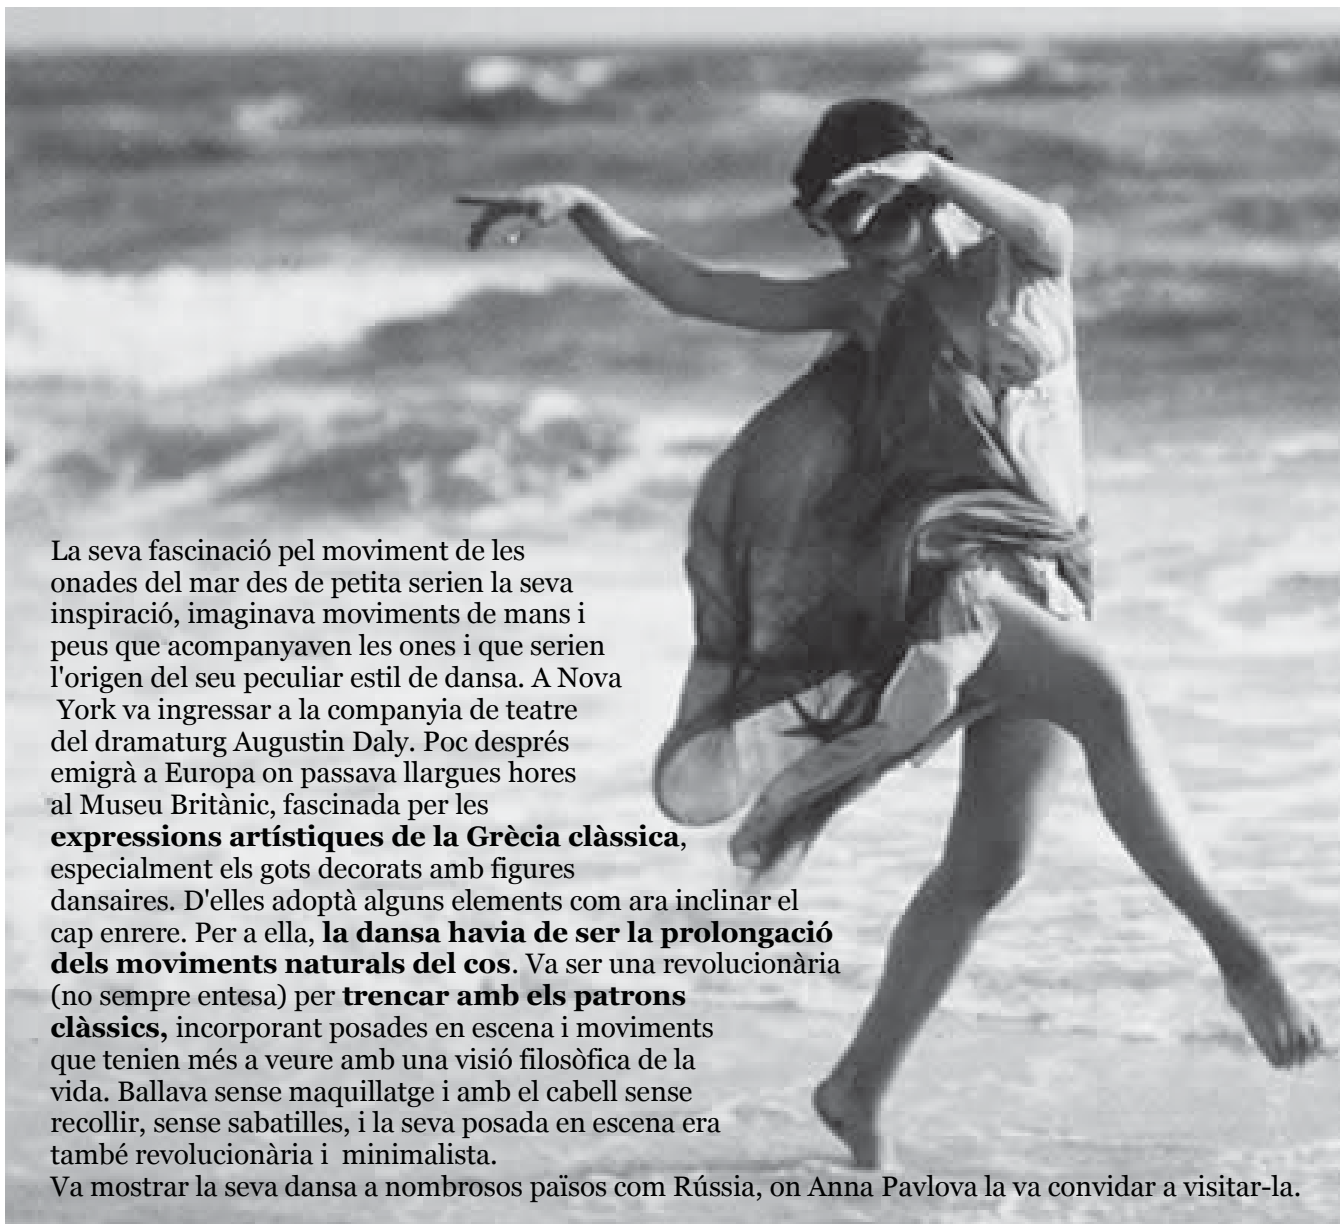 La seva fascinació pel moviment de les
onades del mar des de petita serien la seva
inspiració, imaginava moviments de mans i
peus que acompanyaven les ones i que serien
l'origen del seu peculiar estil de dansa. A Nova
York va ingressar a la companyia de teatre
del dramaturg Augustin Daly. Poc després
emigrà a Europa on passava llargues hores
al Museu Britànic, fascinada per les
expressions artístiques de la Grècia clàssica,
especialment els gots decorats amb figures
dansaires. D'elles adoptà alguns elements com ara inclinar el
cap enrere. Per a ella, la dansa havia de ser la prolongació
dels moviments naturals del cos. Va ser una revolucionària
(no sempre entesa) per trencar amb els patrons
clàssics, incorporant posades en escena i moviments
que tenien més a veure amb una visió filosòfica de la
vida. Ballava sense maquillatge i amb el cabell sense
recollir, sense sabatilles, i la seva posada en escena era
també revolucionària i  minimalista.
Va mostrar la seva dansa a nombrosos països com Rússia, on Anna Pavlova la va convidar a visitar-la.